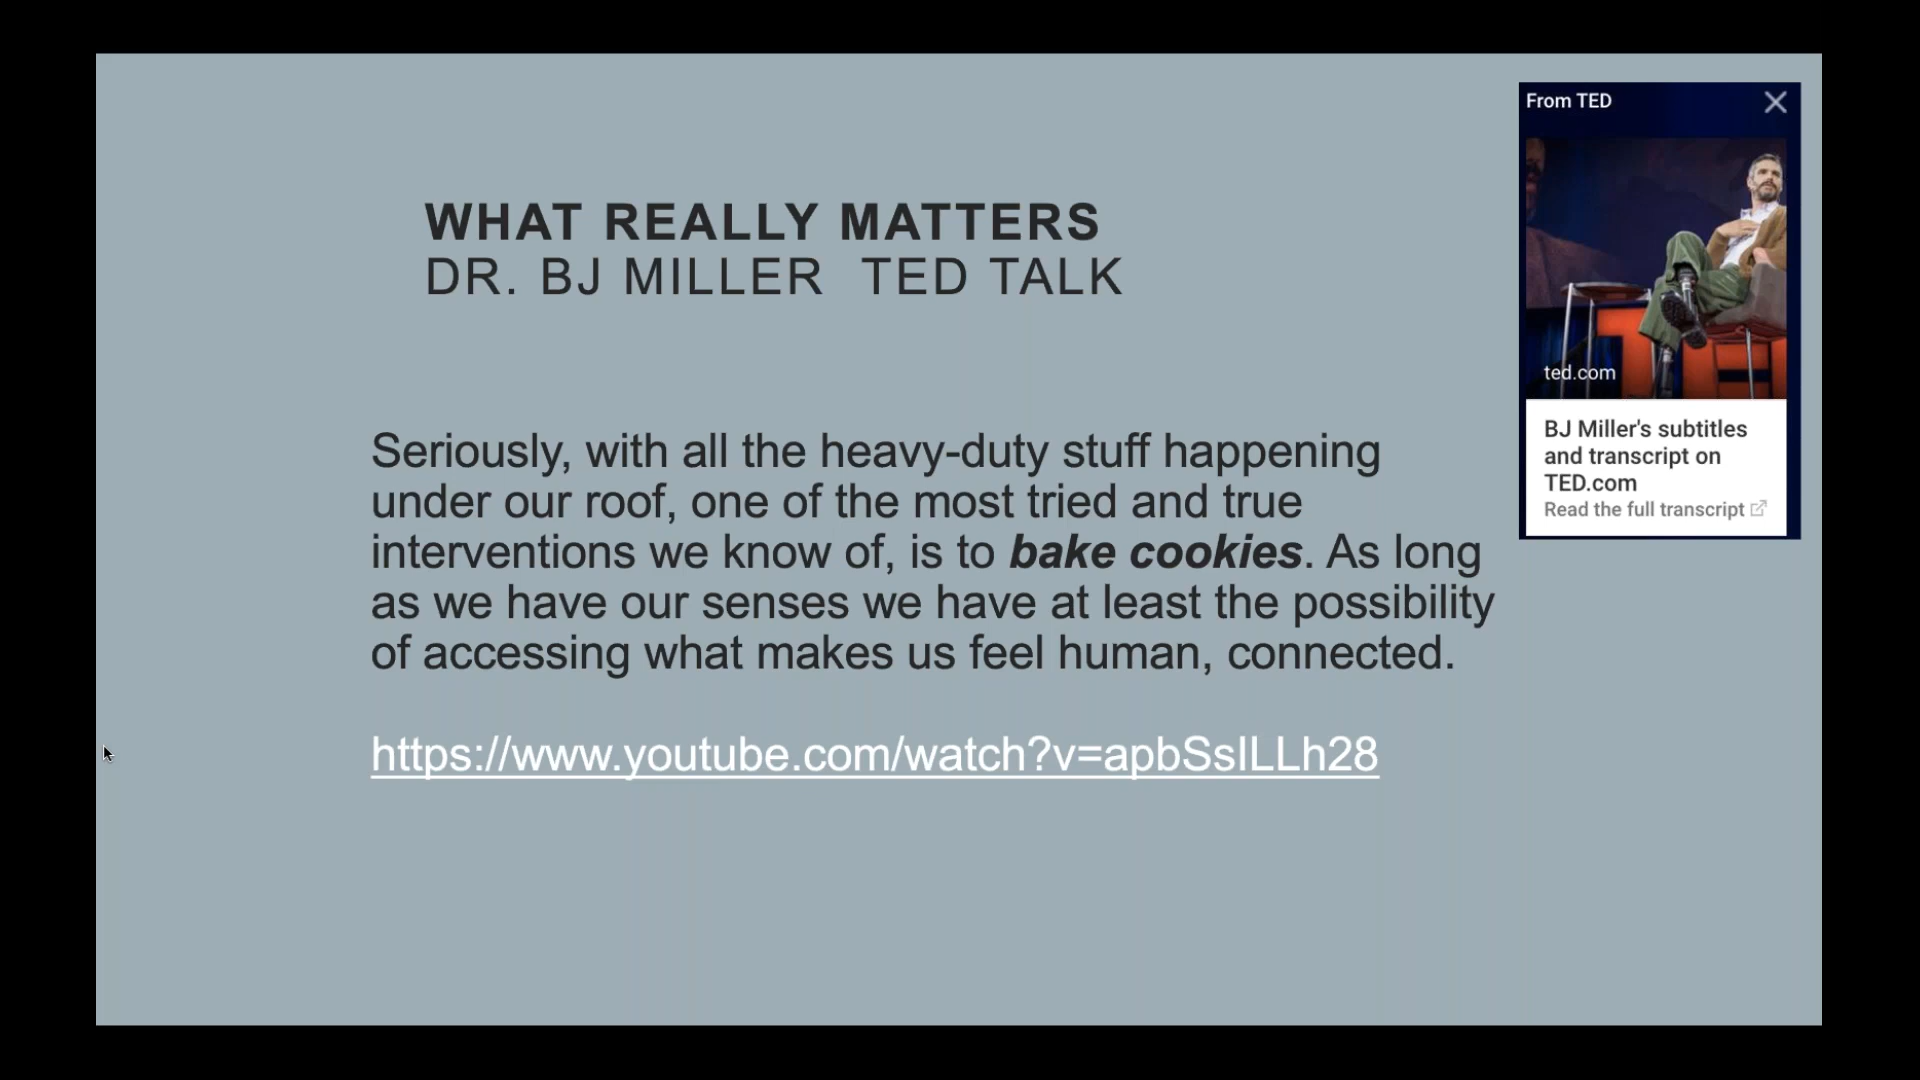 WHAT REALLY MATTERS
DR. BJ MILLER TED TALK
Seriously, with all the heavy-duty stuff happening
under our roof, one of the most tried and true
interventions we know of, is to bake cookies. As long
as we have our senses we have at least the possibility
of accessing what makes us feel human, connected.
https://www.youtube.com/watch?v=apbSsILLh28
From TED
ted.com
BJ Miller's subtitles
and transcript on
TED.com
Read the full transcript